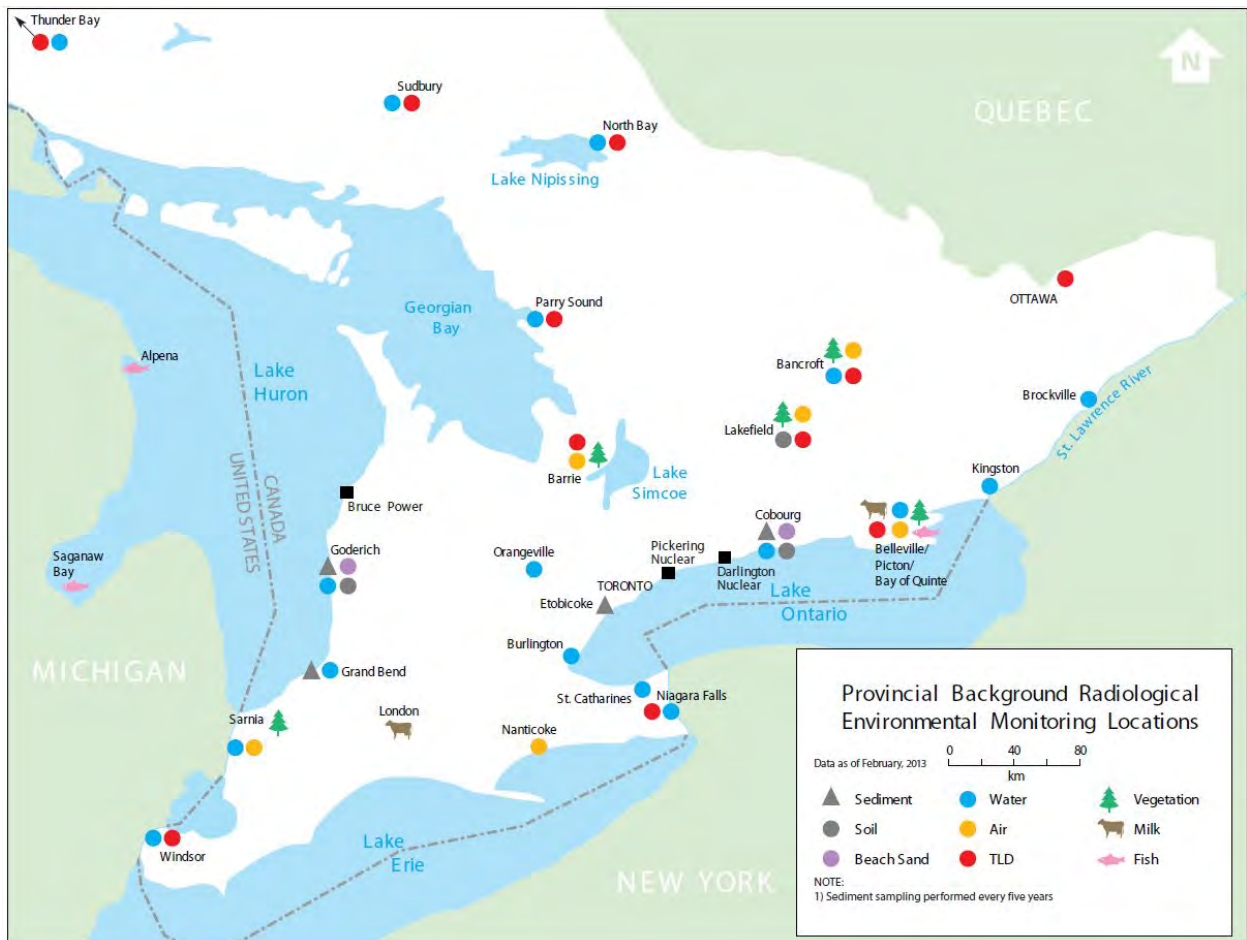 Thunder Bay
N
Sudbury
QUEBEC
North Bay
Lake Nipissing
OTTAWA
Parry Sound
Georgian
Bay
Alpena
Bancroft
Lake
Huron
Brockville
St. Lawrence River
Lakefield
CANADA
UNITED STATES
Barrie
Lake
Simcoe
Kingston
Bruce Power
Cobourg
Goderich
Orangeville
Pickering
Nuclear
Belleville/
Picton/
Bay of Quinte
Saganaw
Bay
Darlington
Nuclear
TORONTO
Etobicoke
Lake
Ontario
Burlington
MICHIGAN
Grand Bend
St. Catharines
Niagara Falls
London
Sarnia
Nanticoke
Windsor
Lake
Erie
NEW YORK
Provincial Background Radiological
Environmental Monitoring Locations
Data as of February, 2013
0 40 80
km
Sediment
Water
Vegetation
Soil
Air
Milk
Beach Sand
TLD
Fish
NOTE:
1) Sediment sampling performed every five years